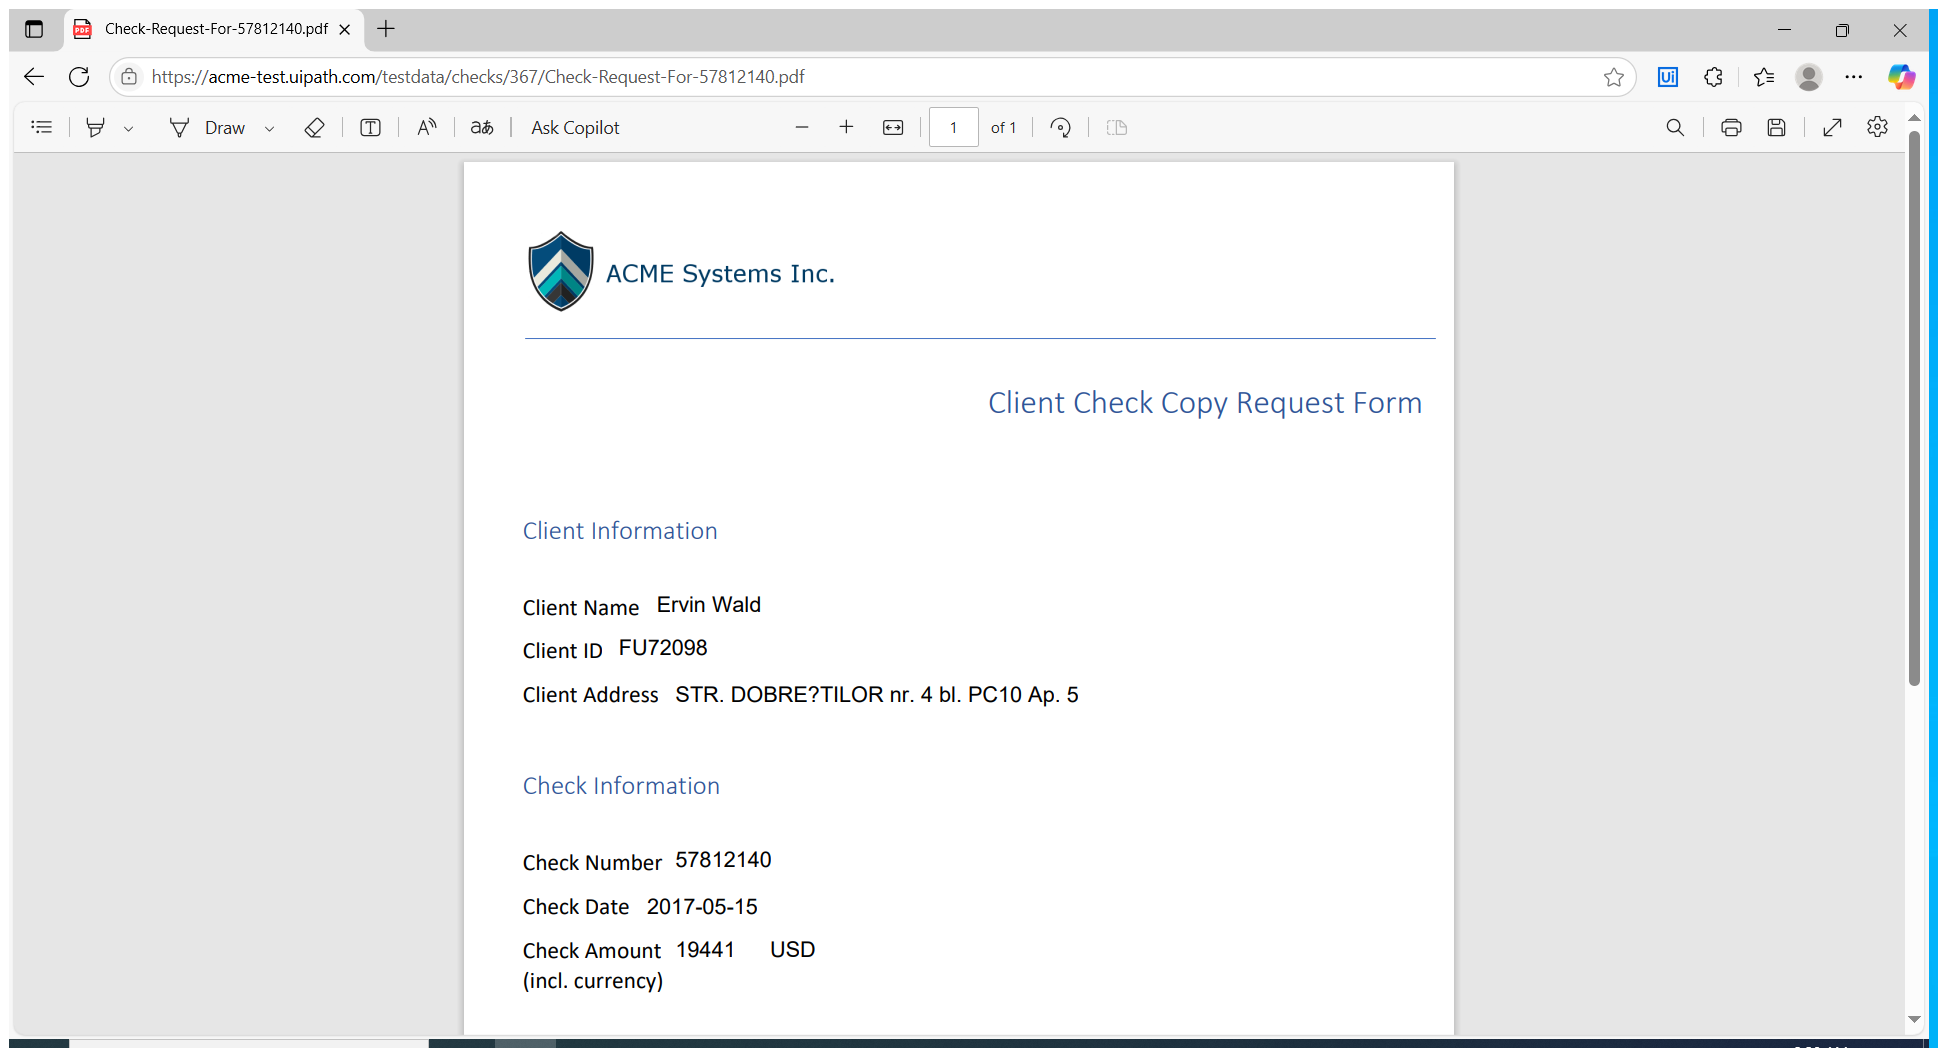 Check-Request-For-57812140.pdf
https://acme-test.uipath.com/testdata/checks/367/Check-Request-For-57812140.pdf
Draw
Ask Copilot
1 of 1
ACME Systems Inc.
Client Check Copy Request Form
Client Information
Client Name Ervin Wald
Client ID FU72098
Client Address STR. DOBRE?TILOR nr. 4 bl. PC10 Ap. 5
Check Information
Check Number 57812140
Check Date 2017-05-15
Check Amount 19441 USD
(incl. currency)